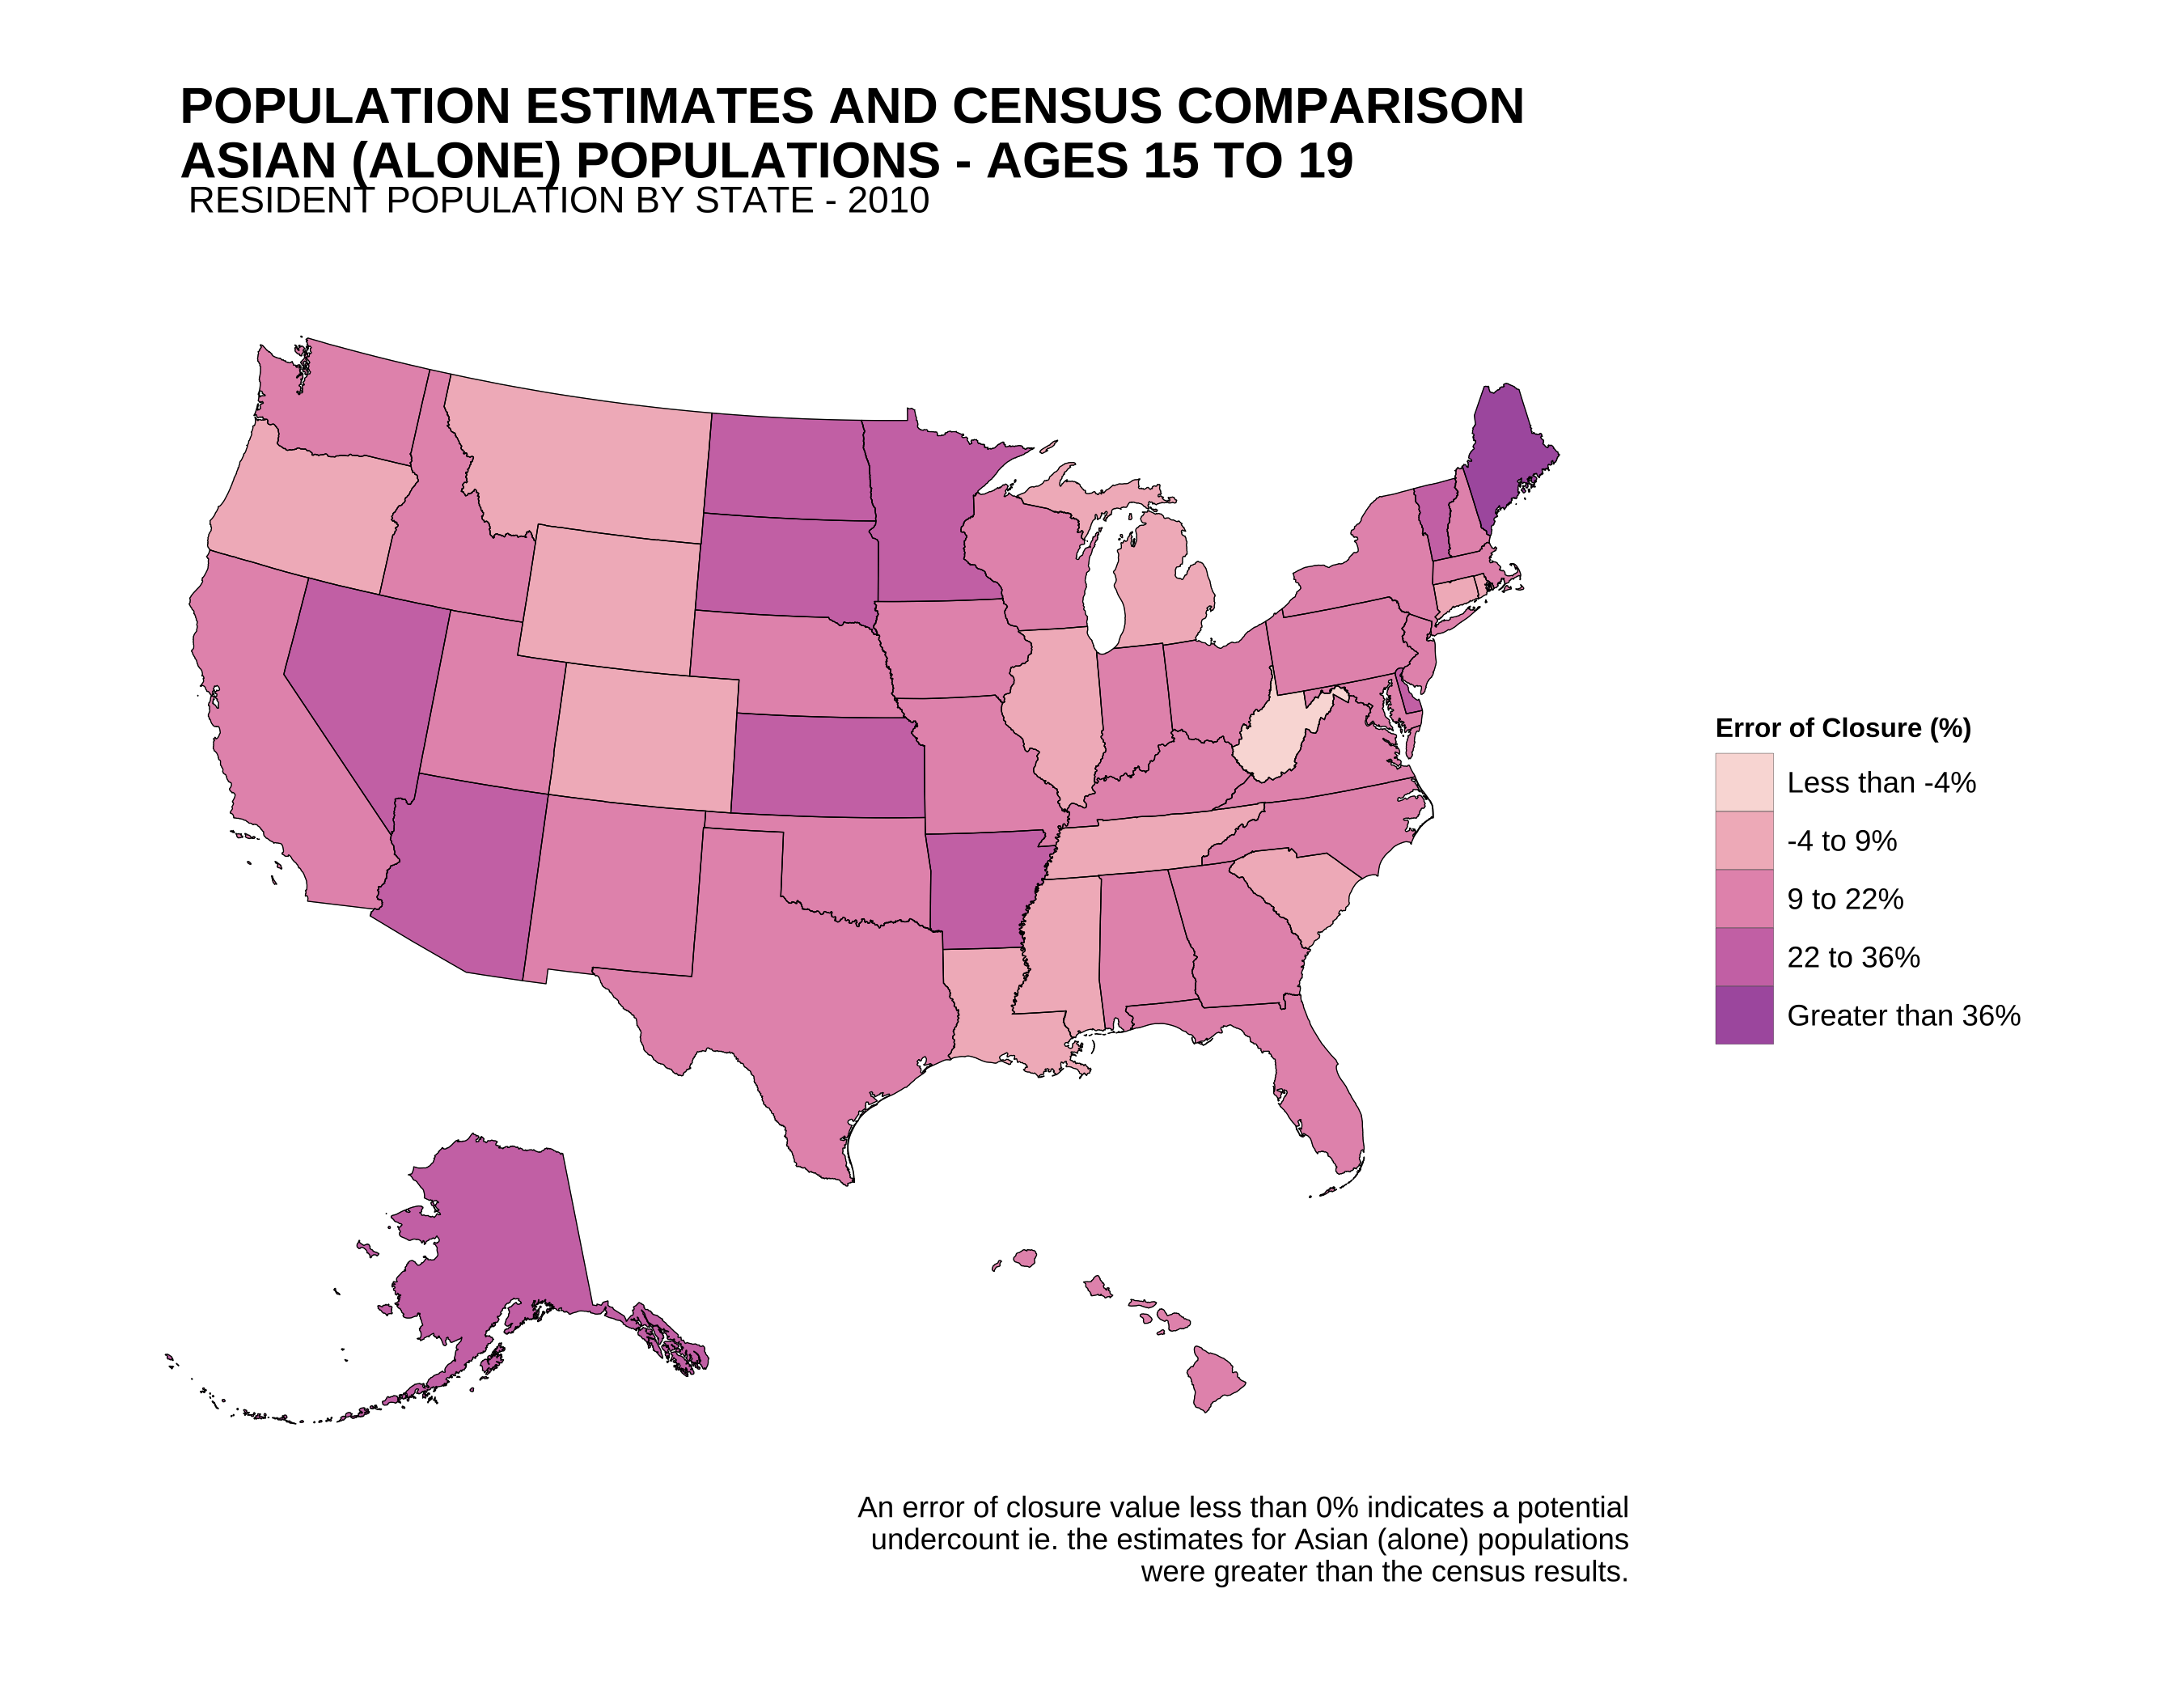 POPULATION ESTIMATES AND CENSUS COMPARISON
ASIAN (ALONE) POPULATIONS - AGES 15 TO 19
RESIDENT POPULATION BY STATE - 2010
Error of Closure (%)
Less than -4%
-4 to 9%
9 to 22%
22 to 36%
Greater than 36%
An error of closure value less than 0% indicates a potential
undercount ie. the estimates for Asian (alone) populations
were greater than the census results.